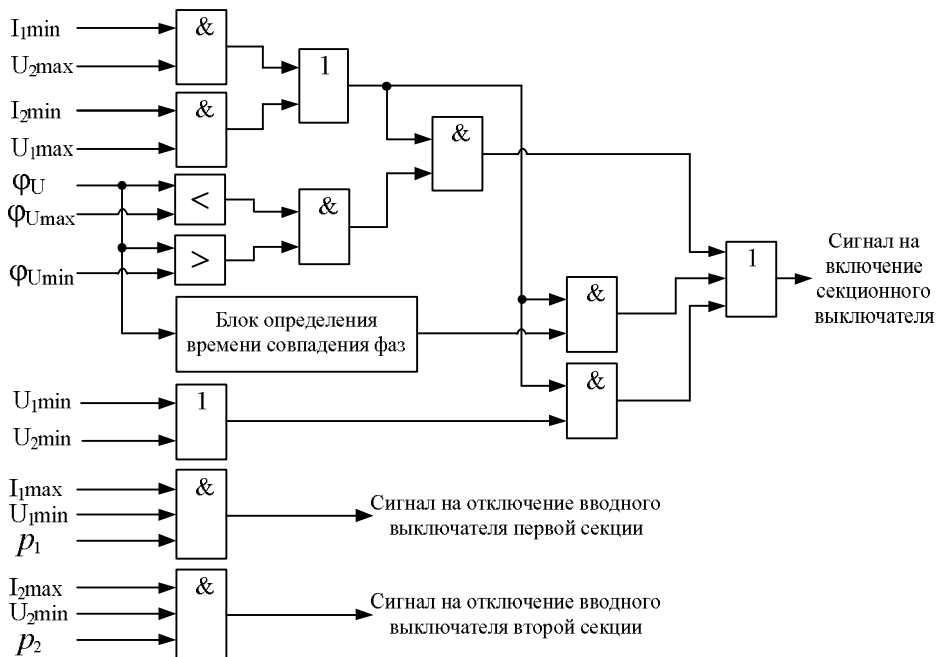 I₁min
&
U₂max
1
I₂min
&
U₁max
&
φU
<
φUmax
&
>
φUmin
Сигнал на
включение
секционного
выключателя
1
&
Блок определения
времени совпадения фаз
&
U₁min
1
U₂min
I₁max
&
U₁min
p₁
Сигнал на отключение вводного
выключателя первой секции
I₂max
&
U₂min
p₂
Сигнал на отключение вводного
выключателя второй секции